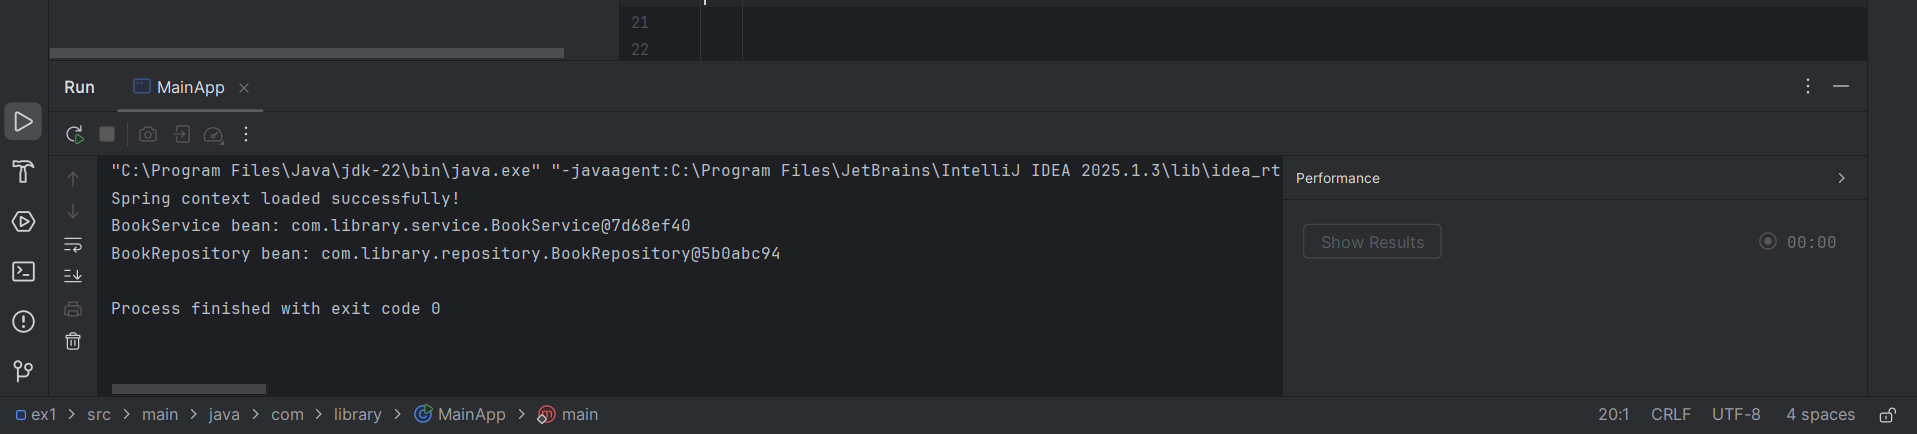 21
22
Run MainApp
"C:\Program Files\Java\jdk-22\bin\java.exe" "-javaagent:C:\Program Files\JetBrains\IntelliJ IDEA 2025.1.3\lib\idea_rt
Spring context loaded successfully!
BookService bean: com.library.service.BookService@7d68ef40
BookRepository bean: com.library.repository.BookRepository@5b0abc94
Process finished with exit code 0
Performance
Show Results 00:00
ex1 > src > main > java > com > library > MainApp > main 20:1 CRLF UTF-8 4 spaces